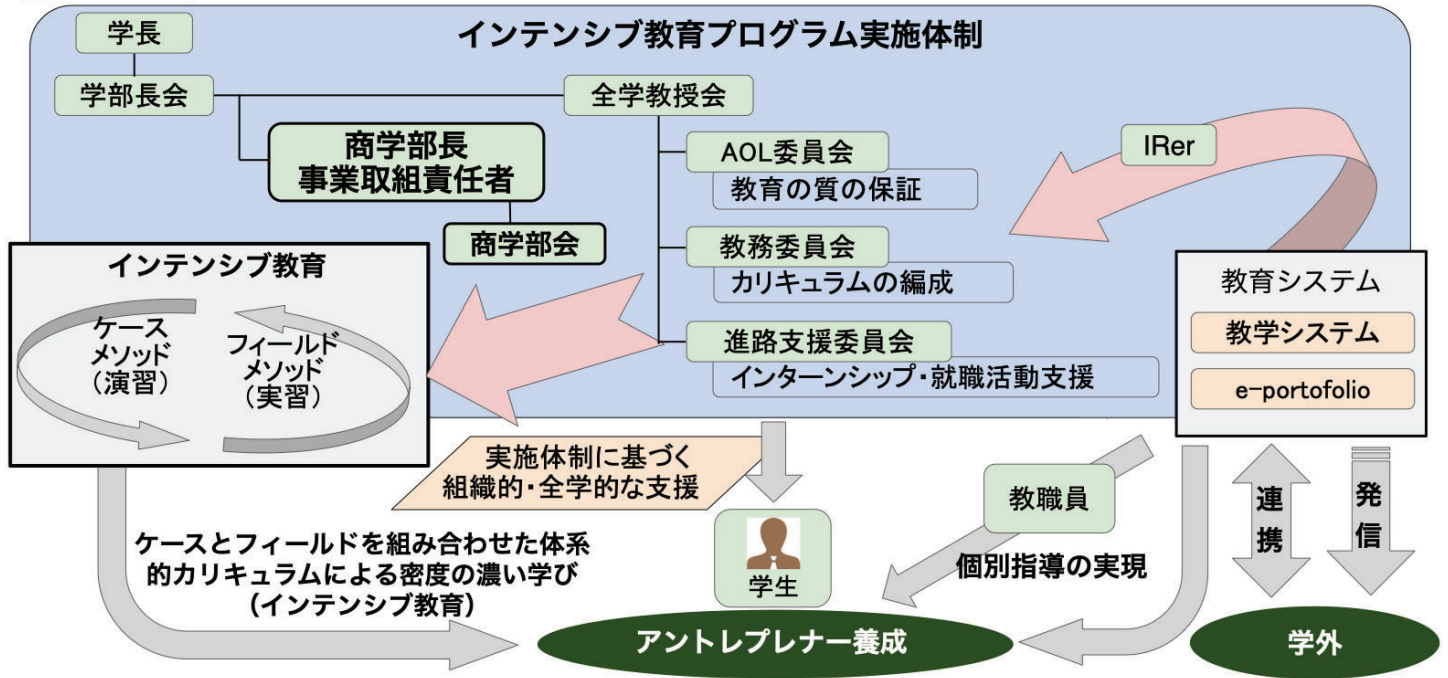 インテンシブ教育プログラム実施体制
学長
学部長会
全学教授会
商学部長
事業取組責任者
商学部会
AOL委員会
教育の質の保証
教務委員会
カリキュラムの編成
進路支援委員会
インターンシップ・就職活動支援
IRer
インテンシブ教育
ケース
メソッド
（演習）
フィールド
メソッド
（実習）
教育システム
教学システム
e-portofolio
実施体制に基づく
組織的・全学的な支援
ケースとフィールドを組み合わせた体系
的カリキュラムによる密度の濃い学び
（インテンシブ教育）
学生
教職員
個別指導の実現
連携
発信
アントレプレナー養成
学外